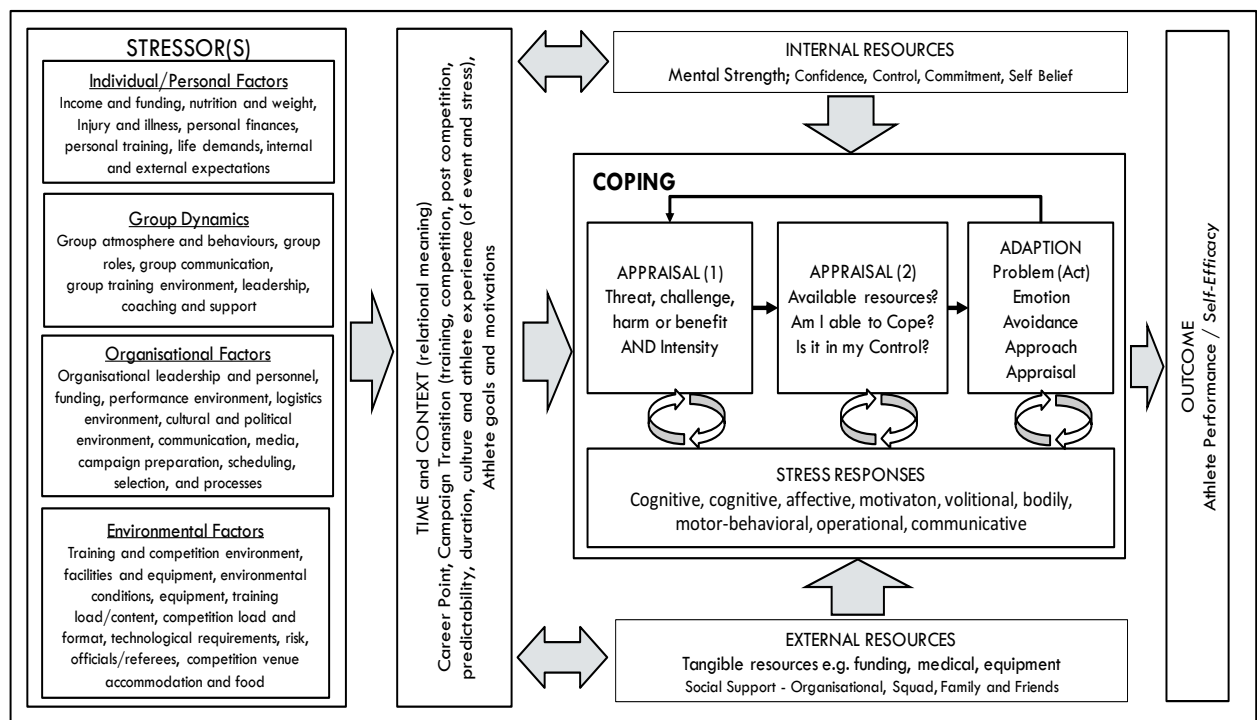 STRESSOR(S)
Individual/Personal Factors
Income and funding, nutrition and weight,
Injury and illness, personal finances,
personal training, life demands, internal
and external expectations
Group Dynamics
Group atmosphere and behaviours, group
roles, group communication,
group training environment, leadership,
coaching and support
Organisational Factors
Organisational leadership and personnel,
funding, performance environment, logistics
environment, cultural and political
environment, communication, media,
campaign preparation, scheduling,
selection, and processes
Environmental Factors
Training and competition environment,
facilities and equipment, environmental
conditions, equipment, training
load/content, competition load and
format, technological requirements, risk,
officials/referees, competition venue
accommodation and food
TIME and CONTEXT (relational meaning)
Career Point, Campaign Transition (training, competition, post competition,
predictability, duration, culture and athlete experience (of event and stress),
Athlete goals and motivations
INTERNAL RESOURCES
Mental Strength; Confidence, Control, Commitment, Self Belief
COPING
APPRAISAL (1)
Threat, challenge,
harm or benefit
AND Intensity
APPRAISAL (2)
Available resources?
Am I able to Cope?
Is it in my Control?
ADAPTION
Problem (Act)
Emotion
Avoidance
Approach
Appraisal
STRESS RESPONSES
Cognitive, cognitive, affective, motivaton, volitional, bodily,
motor-behavioral, operational, communicative
EXTERNAL RESOURCES
Tangible resources e.g. funding, medical, equipment
Social Support - Organisational, Squad, Family and Friends
OUTCOME
Athlete Performance / Self-Efficacy